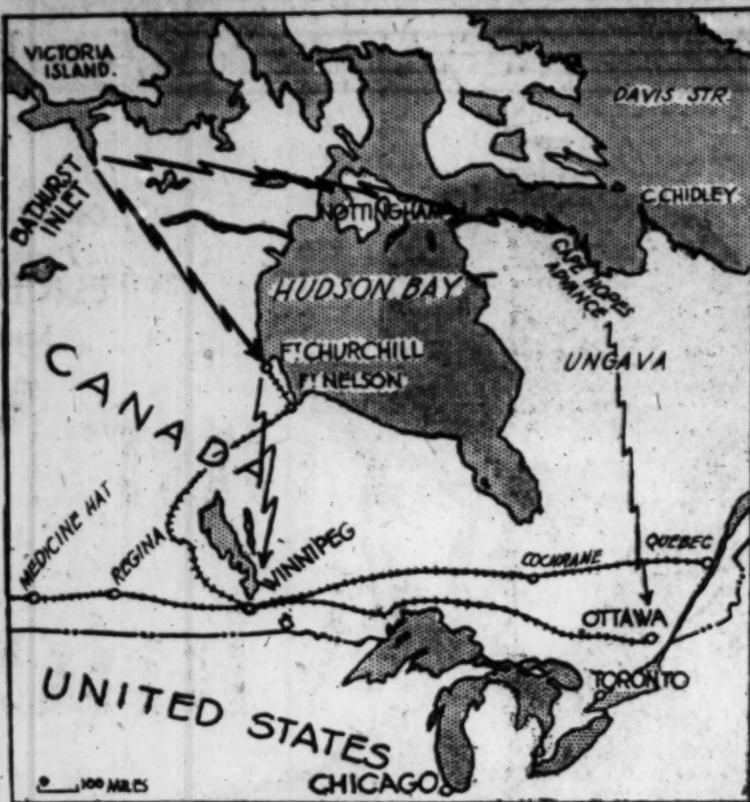 VICTORIA
ISLAND.
DAVIS STR.
BATHURST
INLET
C. CHIDLEY
NOTTINGHAM
CAPE HOPES
ADVANCE
HUDSON BAY
FT CHURCHILL
FT NELSON
UNGAVA
CANADA
MEDICINE HAT
REGINA
WINNIPEG
COCHRANE
QUEBEC
OTTAWA
TORONTO
UNITED STATES
100 MILES
CHICAGO